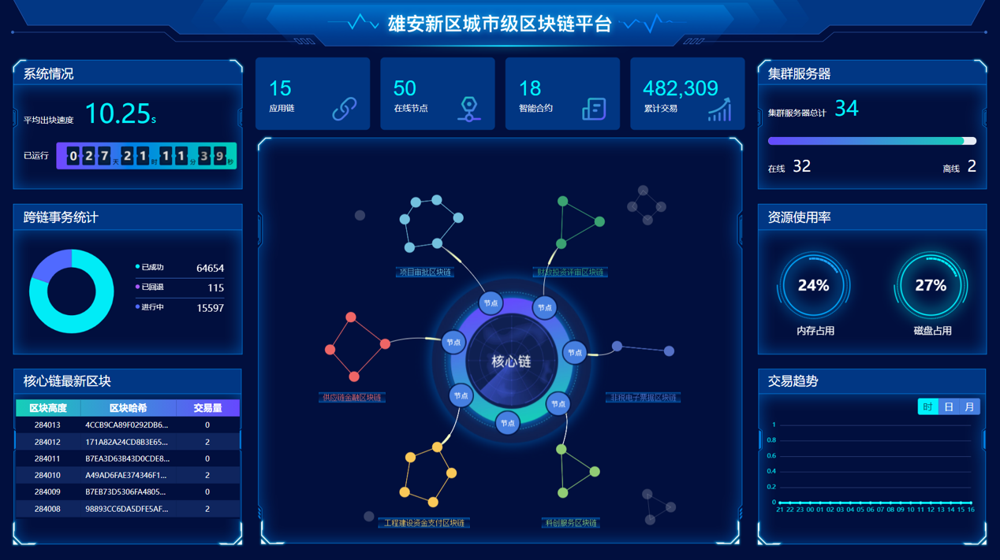 雄安新区城市级区块链平台
系统情况
平均出块速度 10.25s
已运行 027天21时11分39秒
跨链事务统计
已成功 64654
已回退 115
进行中 15597
核心链最新区块
区块高度 区块哈希 交易量
284013 4CCB9CA89F0292DB6... 0
284012 171A82A24CD8B3E65... 2
284011 B7EA3D63B43D0CDE8... 0
284010 A49AD6FAE374346F1... 2
284009 B7EB73D5306FA4805... 0
284008 98893CC6DA5DFE5AF... 2
15
应用链
50
在线节点
18
智能合约
482,309
累计交易
项目审批区块链
财政投资评审区块链
节点
节点
节点
节点
核心链
供应链金融区块链
非税电子票据区块链
节点
节点
节点
工程建设资金支付区块链
科创服务区块链
集群服务器
集群服务器总计 34
在线 32 离线 2
资源使用率
24% 27%
内存占用 磁盘占用
交易趋势
时 日 月
1
0.8
0.6
0.4
0.2
0
21 22 23 00 01 02 03 04 05 06 07 08 09 10 11 12 13 14 15 16